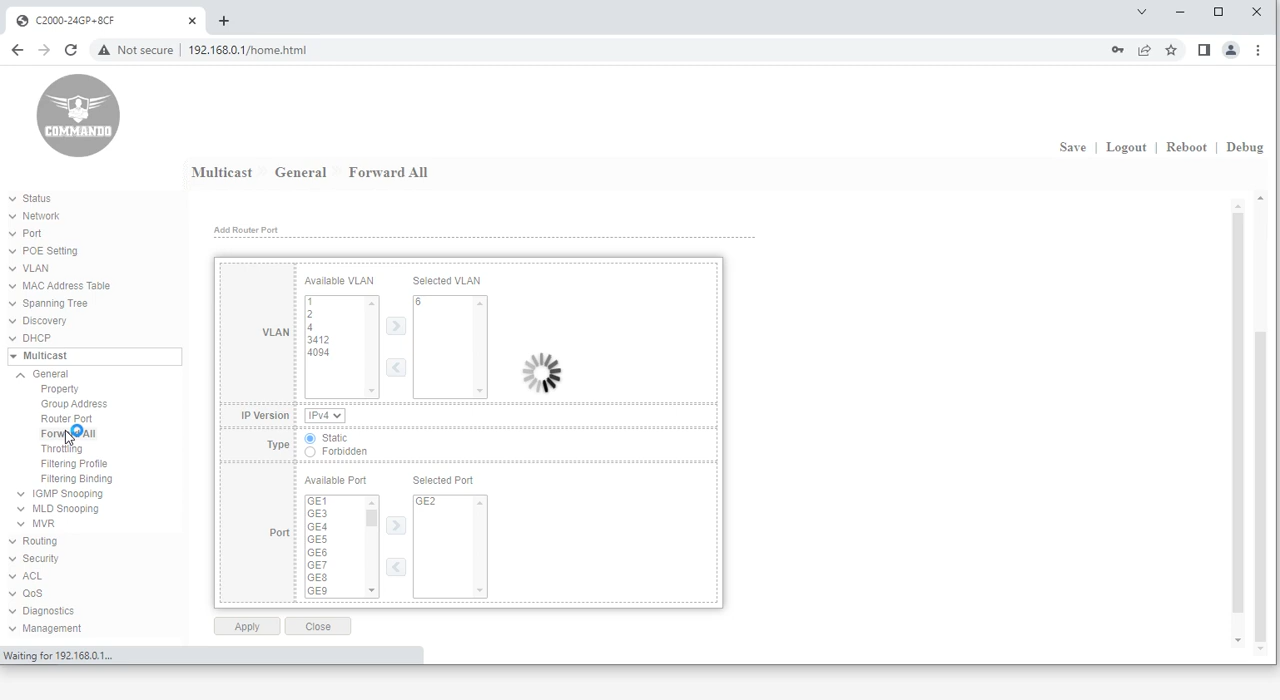 C2000-24GP+8CF
Not secure 192.168.0.1/home.html
COMMANDO
Save | Logout | Reboot | Debug
Multicast General Forward All
Status
Network
Port
POE Setting
VLAN
MAC Address Table
Spanning Tree
Discovery
DHCP
Multicast
General
Property
Group Address
Router Port
Forward All
Throttling
Filtering Profile
Filtering Binding
IGMP Snooping
MLD Snooping
MVR
Routing
Security
ACL
QoS
Diagnostics
Management
Add Router Port
VLAN
Available VLAN
1
2
4
3412
4094
Selected VLAN
6
IP Version IPv4
Type
Static
Forbidden
Port
Available Port
GE1
GE3
GE4
GE5
GE6
GE7
GE8
GE9
Selected Port
GE2
Apply Close
Waiting for 192.168.0.1...